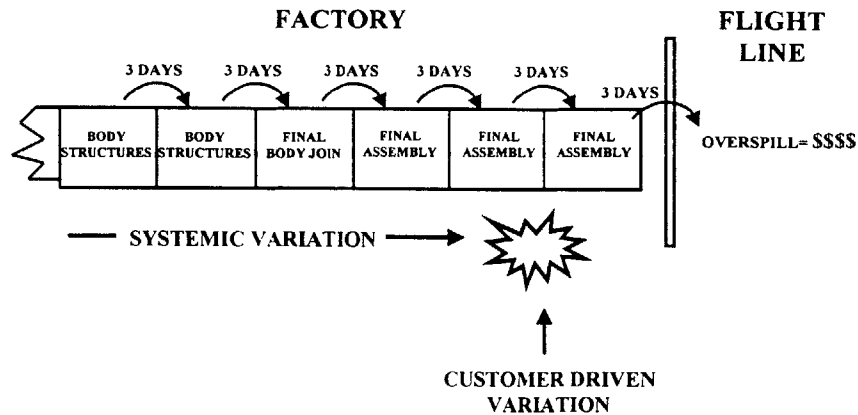 FACTORY
FLIGHT
LINE
3 DAYS
3 DAYS
3 DAYS
3 DAYS
3 DAYS
3 DAYS
BODY
STRUCTURES
BODY
STRUCTURES
FINAL
BODY JOIN
FINAL
ASSEMBLY
FINAL
ASSEMBLY
FINAL
ASSEMBLY
OVERSPILL= $$$$
SYSTEMIC VARIATION
CUSTOMER DRIVEN
VARIATION